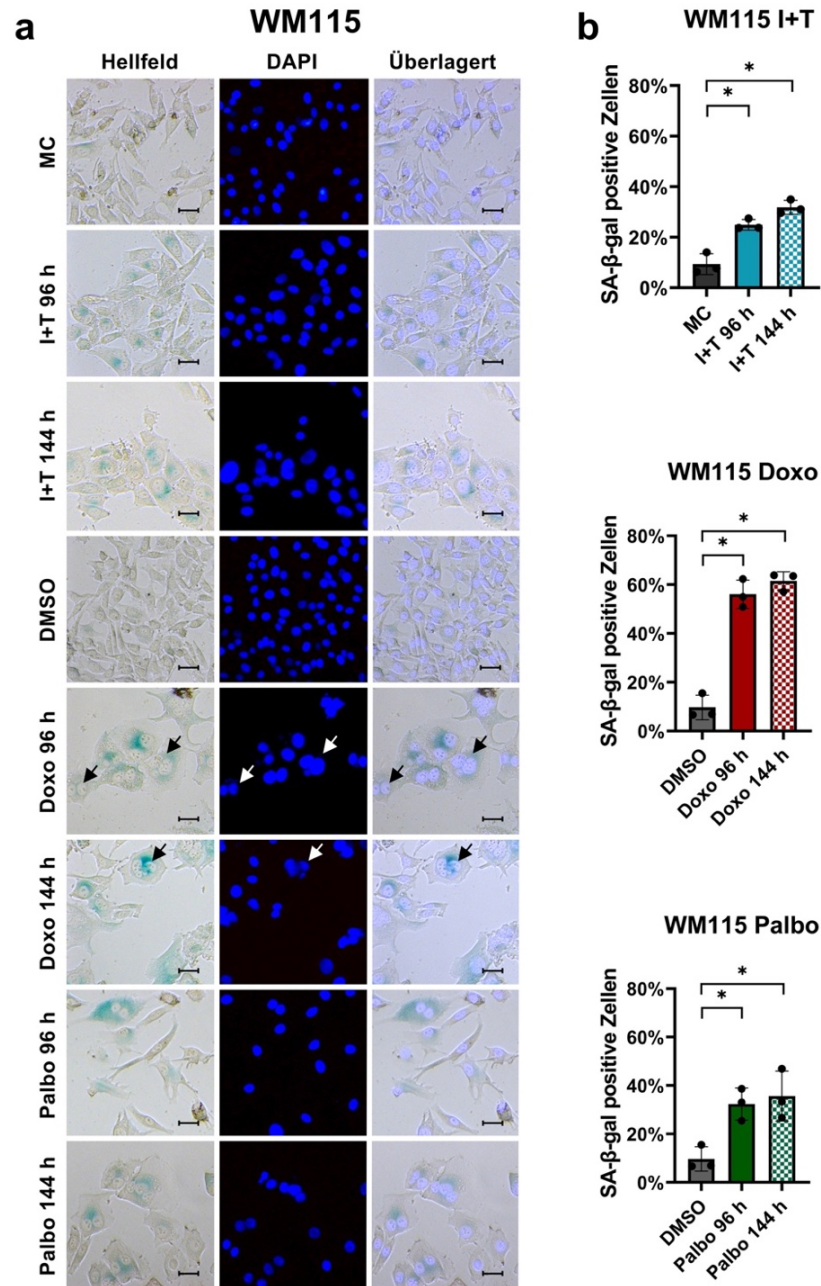 a
WM115
Hellfeld
DAPI
Überlagert
MC
I+T 96 h
I+T 144 h
DMSO
Doxo 96 h
Doxo 144 h
Palbo 96 h
Palbo 144 h
b
WM115 I+T
SA-β-gal positive Zellen
80%
60%
40%
20%
0%
*
*
MC
I+T 96 h
I+T 144 h
WM115 Doxo
SA-β-gal positive Zellen
80%
60%
40%
20%
0%
*
*
DMSO
Doxo 96 h
Doxo 144 h
WM115 Palbo
SA-β-gal positive Zellen
80%
60%
40%
20%
0%
*
*
DMSO
Palbo 96 h
Palbo 144 h